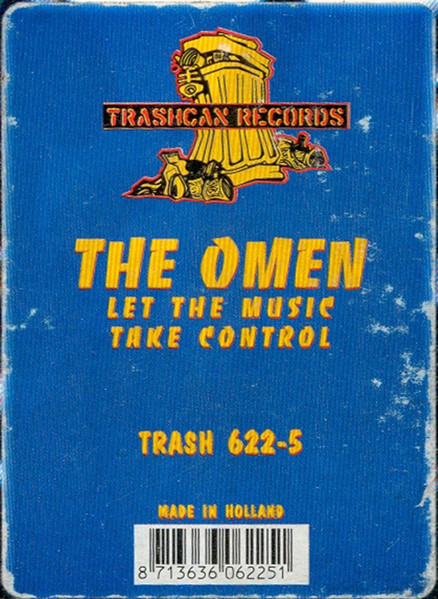 TRASHCAN RECORDS
THE OMEN
LET THE MUSIC
TAKE CONTROL
TRASH 622-5
MADE IN HOLLAND
8 713636 062251